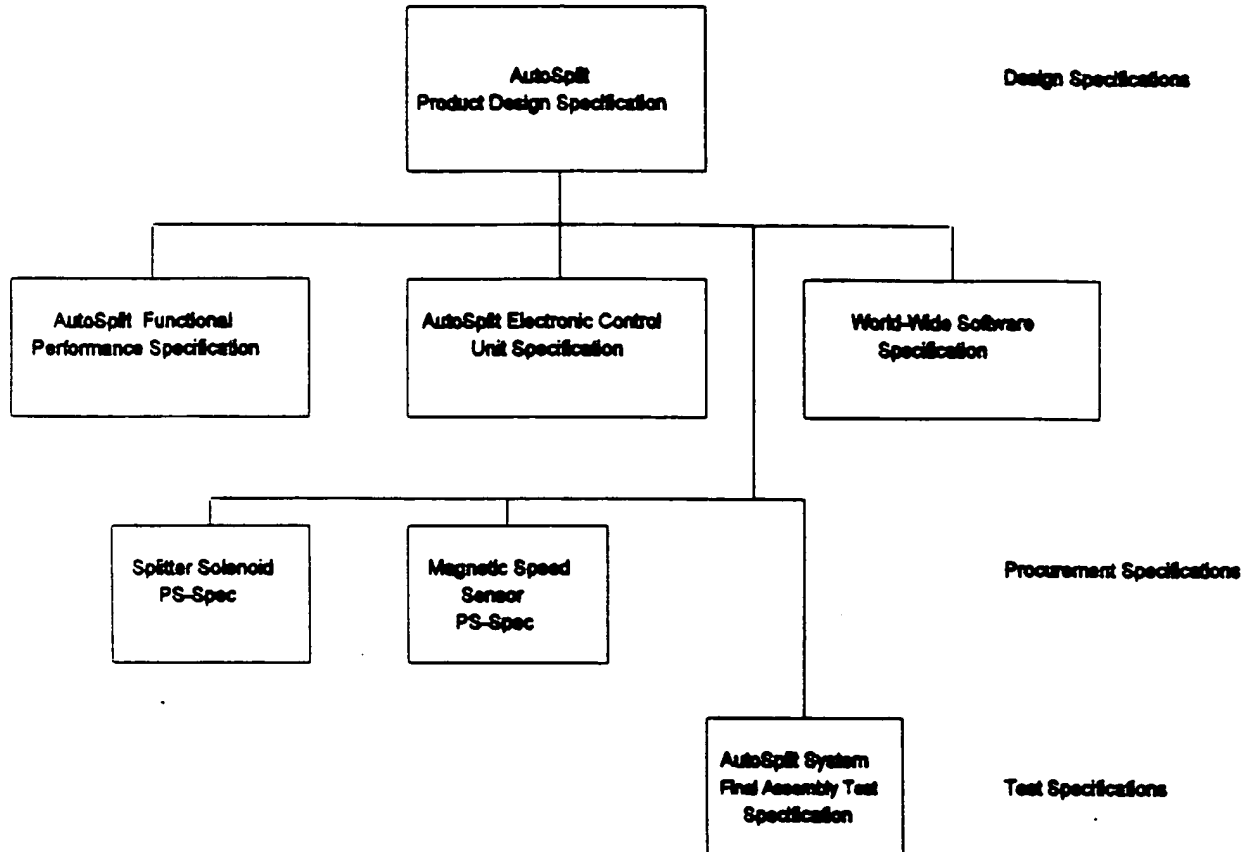 AutoSplit
Product Design Specification
Design Specifications
AutoSplit Functional
Performance Specification
AutoSplit Electronic Control
Unit Specification
World-Wide Software
Specification
Splitter Solenoid
PS-Spec
Magnetic Speed
Sensor
PS-Spec
Procurement Specifications
AutoSplit System
Final Assembly Test
Specification
Test Specifications